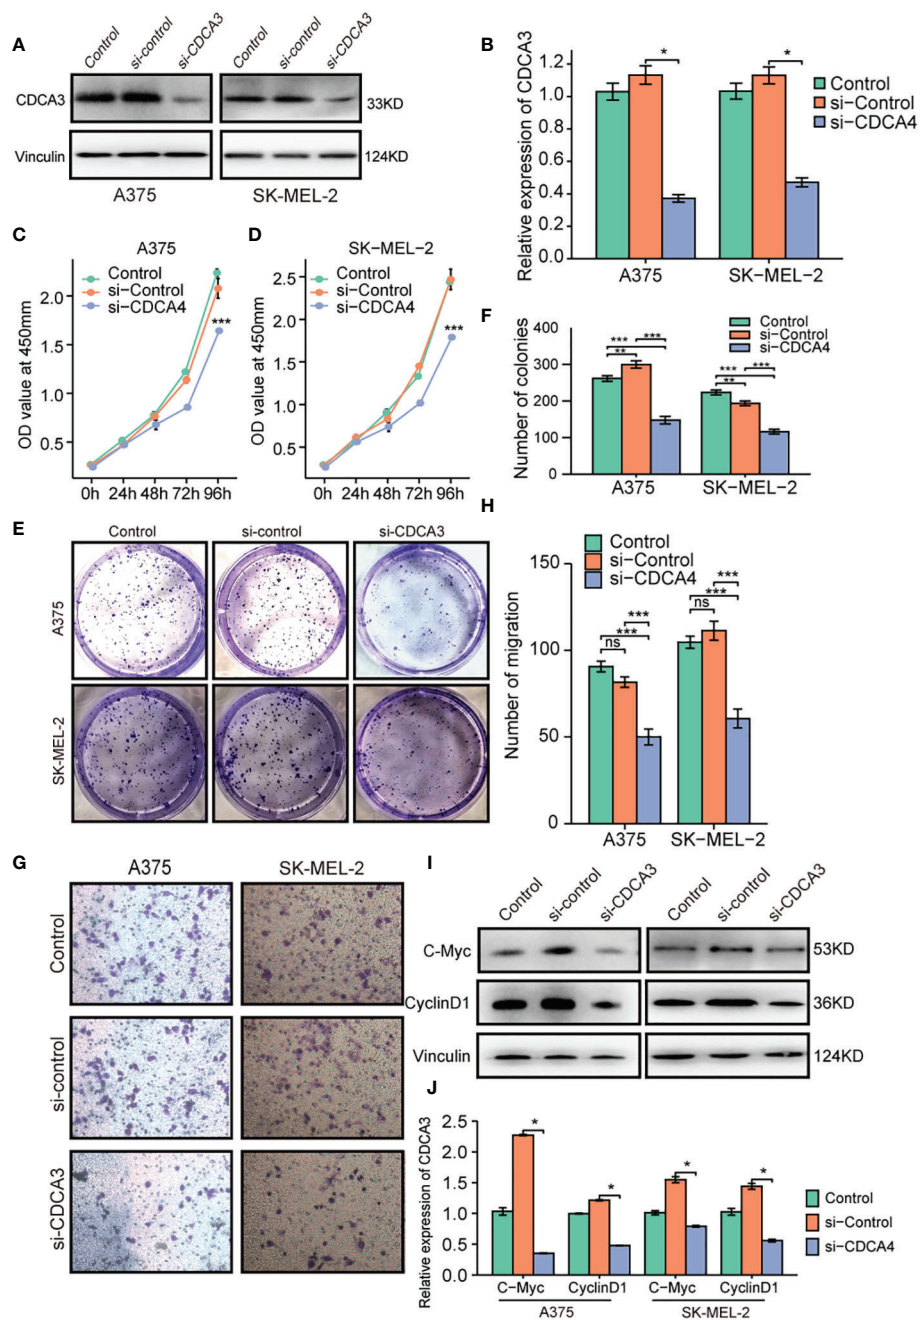 A
Control
si-control
si-CDCA3
Control
si-control
si-CDCA3
CDCA3
33KD
Vinculin
124KD
A375
SK-MEL-2
B
Relative expression of CDCA3
1.2
1.0
0.8
0.6
0.4
0.2
0.0
*
*
Control
si−Control
si-CDCA4
A375
SK−MEL−2
C
A375
OD value at 450mm
2.0
1.5
1.0
0.5
Control
si−Control
si-CDCA4
***
0h 24h 48h 72h 96h
D
SK−MEL−2
OD value at 450mm
2.5
2.0
1.5
1.0
0.5
Control
si−Control
si-CDCA4
***
0h 24h 48h 72h 96h
F
Number of colonies
400
300
200
100
0
Control
si−Control
si-CDCA4
*** ***
**
*** ***
**
A375
SK−MEL−2
E
Control
si-control
si-CDCA3
A375
SK-MEL-2
H
Number of migration
150
100
50
0
Control
si−Control
si−CDCA4
***
***
ns
***
***
ns
A375
SK−MEL−2
G
A375
SK-MEL-2
Control
si-control
si-CDCA3
I
Control
si-control
si-CDCA3
Control
si-control
si-CDCA3
C-Myc
53KD
CyclinD1
36KD
Vinculin
124KD
J
Relative expression of CDCA3
2.5
2.0
1.5
1.0
0.5
0.0
*
*
*
*
Control
si−Control
si−CDCA4
C−Myc CyclinD1 C−Myc CyclinD1
A375
SK-MEL-2